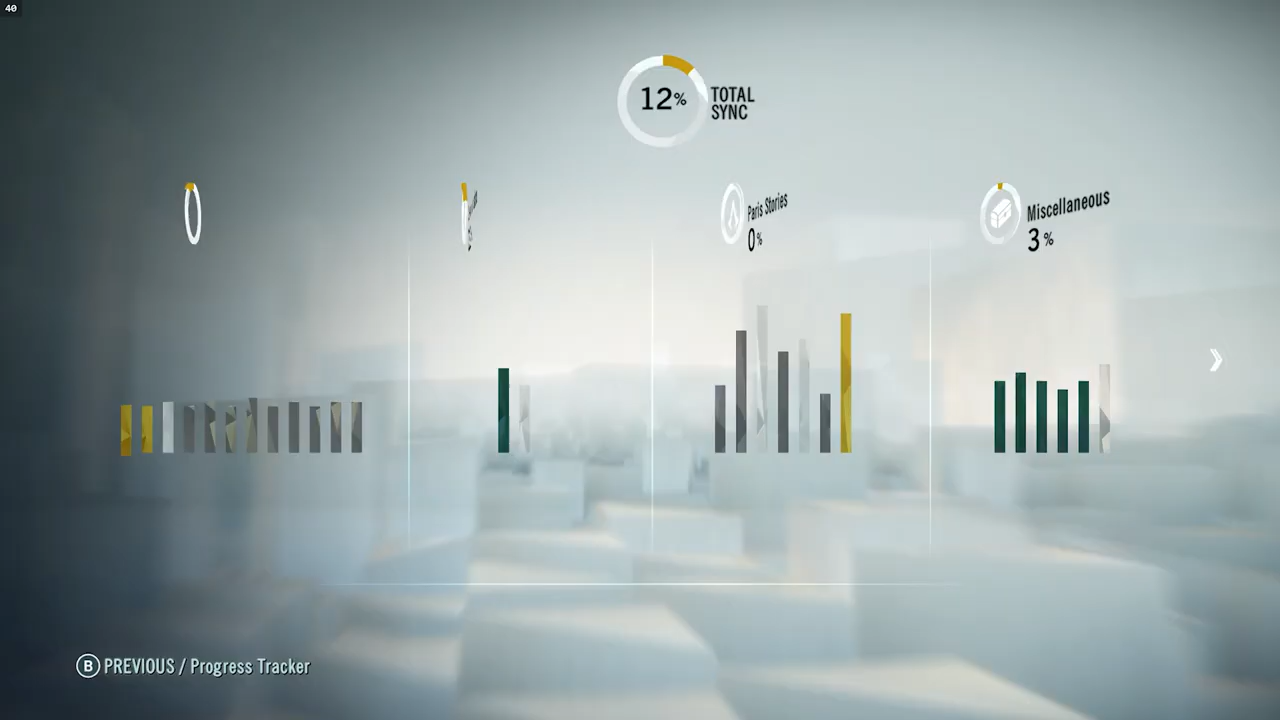 40
12%
TOTAL
SYNC
Paris Stories
0%
Miscellaneous
3%
B PREVIOUS / Progress Tracker